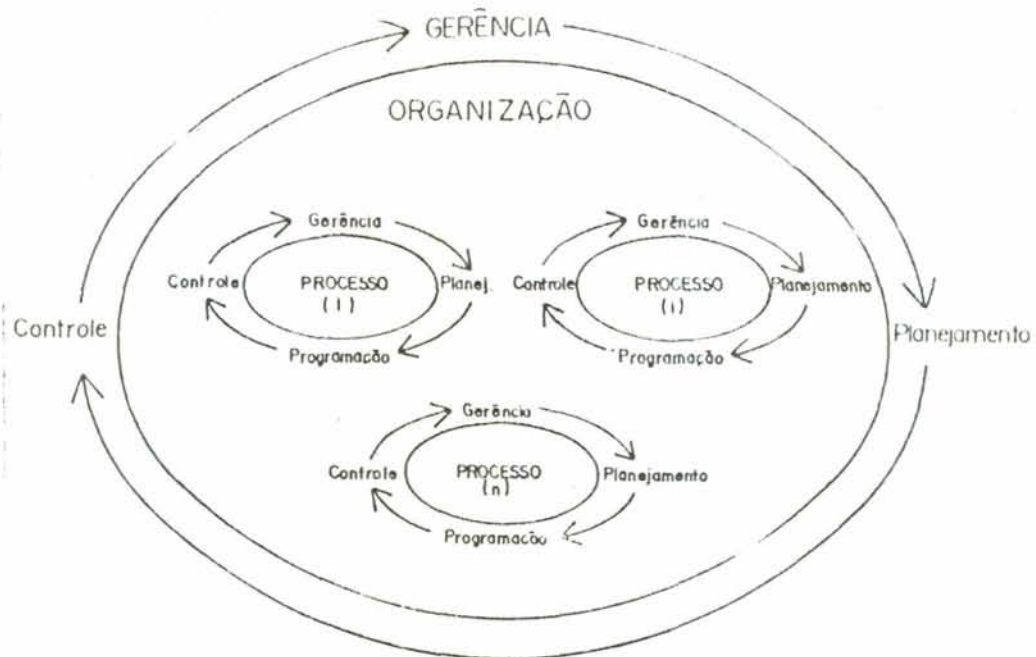 GERÊNCIA
ORGANIZAÇÃO
Gerência
Controle
PROCESSO
(1)
Planej.
Programação
Gerência
Controle
PROCESSO
(i)
Planejamento
Programação
Controle
Planejamento
Gerência
Controle
PROCESSO
(n)
Planejamento
Programação